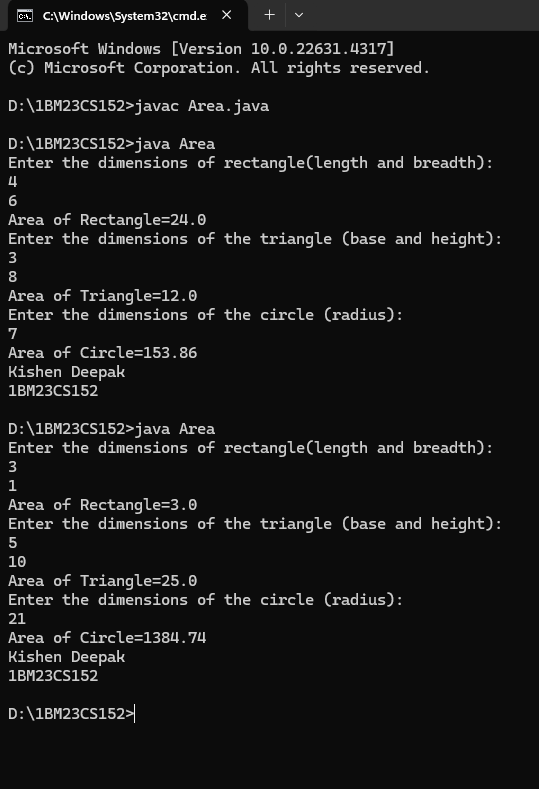 C:\Windows\System32\cmd.e
Microsoft Windows [Version 10.0.22631.4317]
(c) Microsoft Corporation. All rights reserved.
D:\1BM23CS152>javac Area.java
D:\1BM23CS152>java Area
Enter the dimensions of rectangle(length and breadth):
4
6
Area of Rectangle=24.0
Enter the dimensions of the triangle (base and height):
3
8
Area of Triangle=12.0
Enter the dimensions of the circle (radius):
7
Area of Circle=153.86
Kishen Deepak
1BM23CS152
D:\1BM23CS152>java Area
Enter the dimensions of rectangle(length and breadth):
3
1
Area of Rectangle=3.0
Enter the dimensions of the triangle (base and height):
5
10
Area of Triangle=25.0
Enter the dimensions of the circle (radius):
21
Area of Circle=1384.74
Kishen Deepak
1BM23CS152
D:\1BM23CS152>